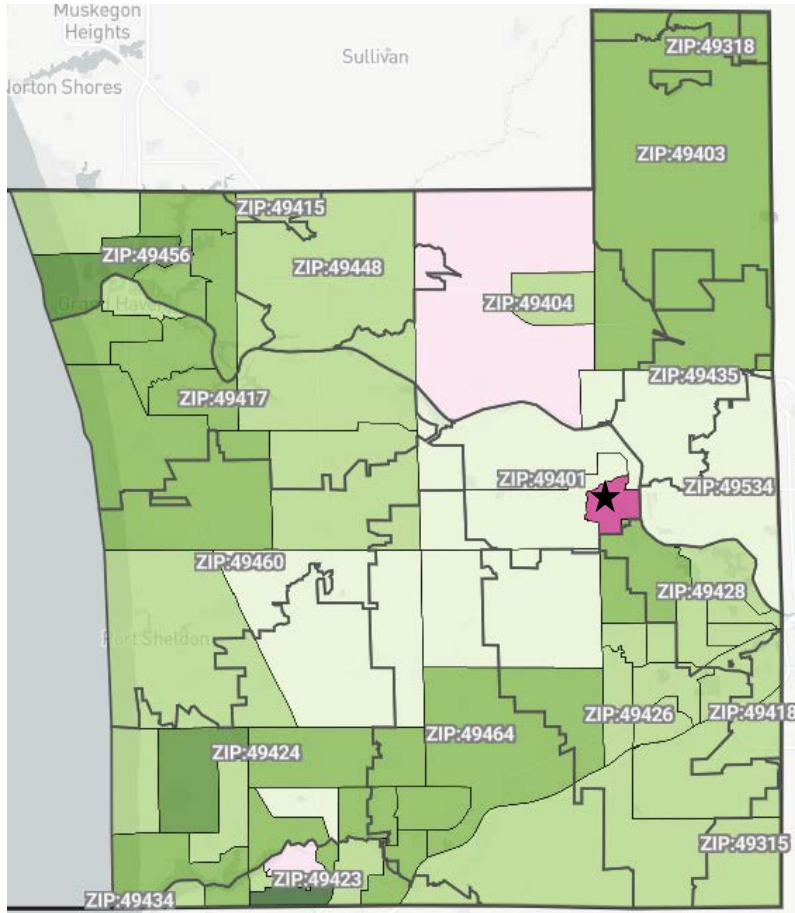 Muskegon
Heights
Norton Shores
Sullivan
ZIP:49318
ZIP:49403
ZIP:49415
ZIP:49456
ZIP:49448
ZIP:49404
Grand Haven
ZIP:49435
ZIP:49417
ZIP:49401
ZIP:49534
ZIP:49460
ZIP:49428
Port Sheldon
ZIP:49426
ZIP:49418
ZIP:49464
ZIP:49424
ZIP:49315
ZIP:49423
ZIP:49434